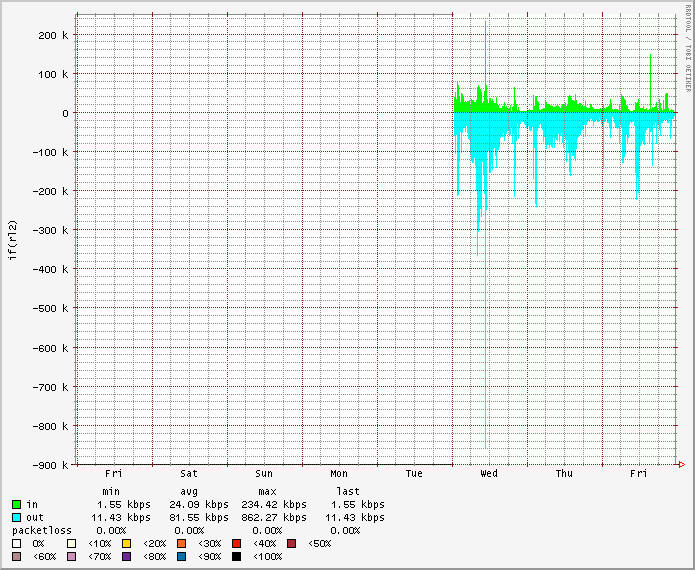 RRDTOOL / TOBI OETIKER
if(rl2)
200 k
100 k
0
-100 k
-200 k
-300 k
-400 k
-500 k
-600 k
-700 k
-800 k
-900 k
Fri Sat Sun Mon Tue Wed Thu Fri
min avg max last
in 1.55 kbps 24.09 kbps 234.42 kbps 1.55 kbps
out 11.43 kbps 81.55 kbps 862.27 kbps 11.43 kbps
packetloss 0.00% 0.00% 0.00% 0.00%
0% <10% <20% <30% <40% <50%
<60% <70% <80% <90% <100%